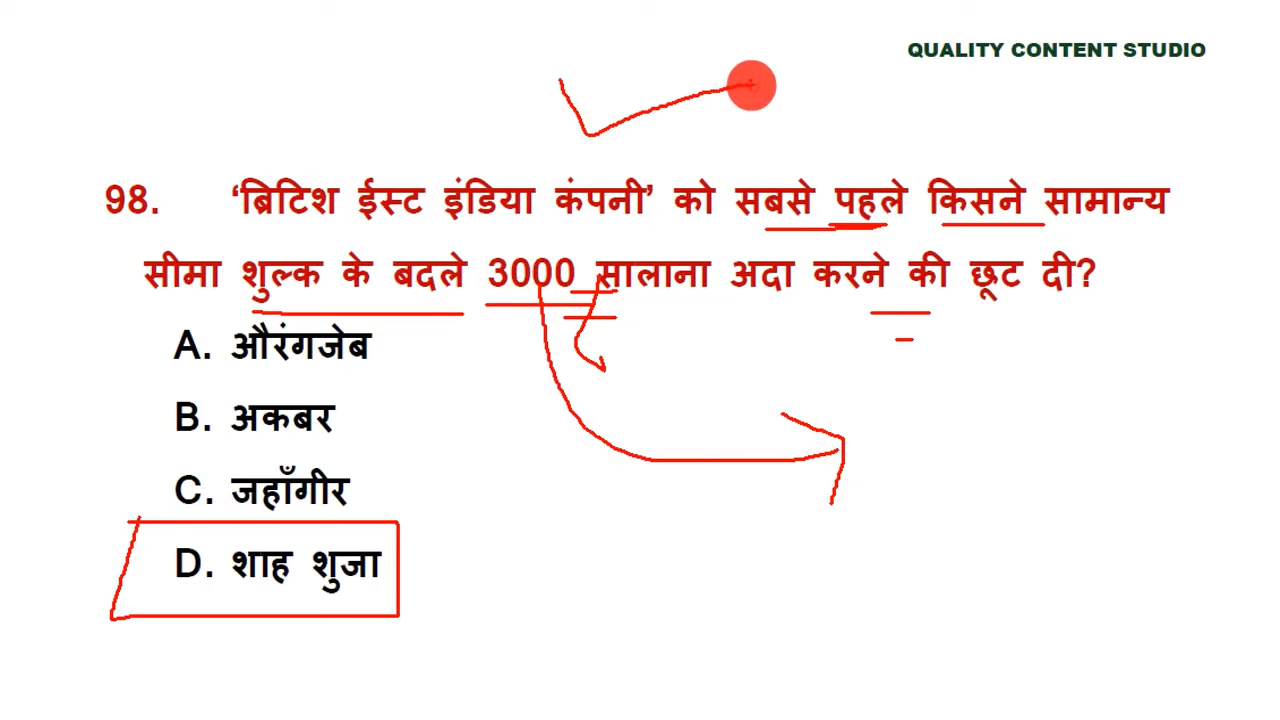 QUALITY CONTENT STUDIO
98. ‘ब्रिटिश ईस्ट इंडिया कंपनी’ को सबसे पहले किसने सामान्य
सीमा शुल्क के बदले 3000 सालाना अदा करने की छूट दी?
A. औरंगजेब
B. अकबर
C. जहाँगीर
D. शाह शुजा